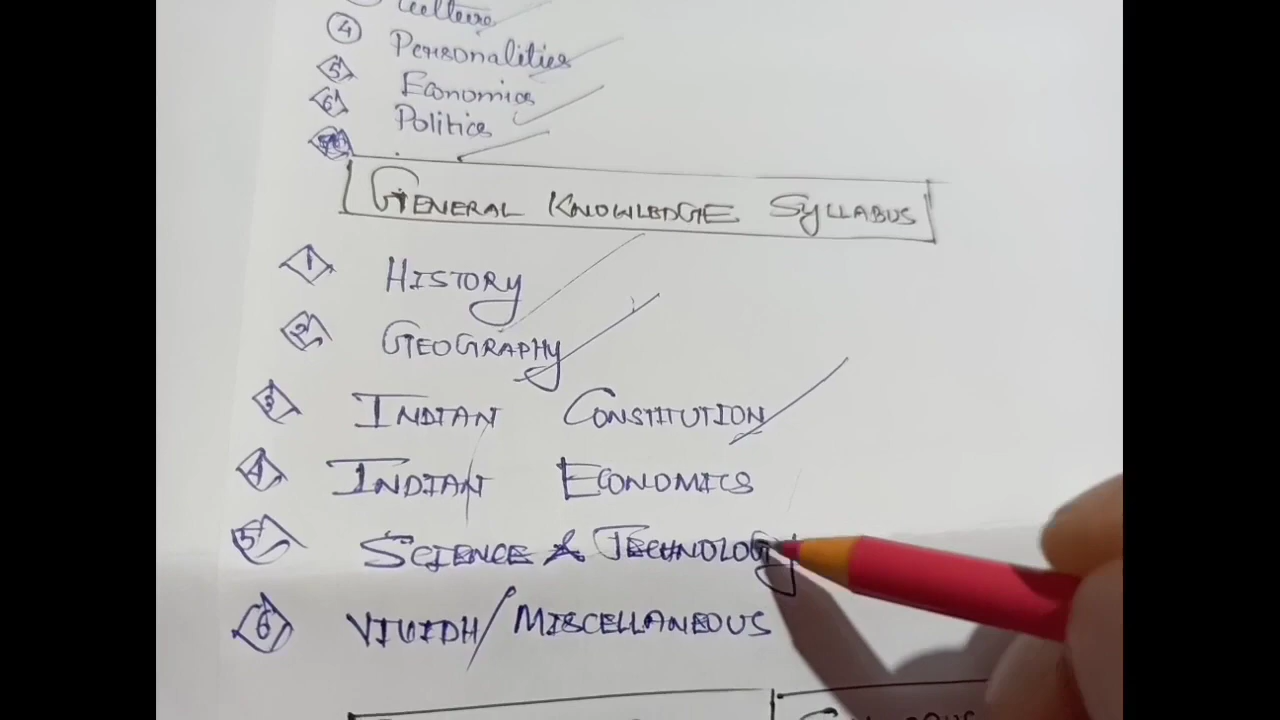 Culture
4 Personalities
5 Economics
6 Politics
GENERAL KNOWLEDGE SYLLABUS
1 HISTORY
2 GEOGRAPHY
3 INDIAN CONSTITUTION
4 INDIAN ECONOMICS
5 SCIENCE & TECHNOLOGY
6 VIVIDH/MISCELLANEOUS